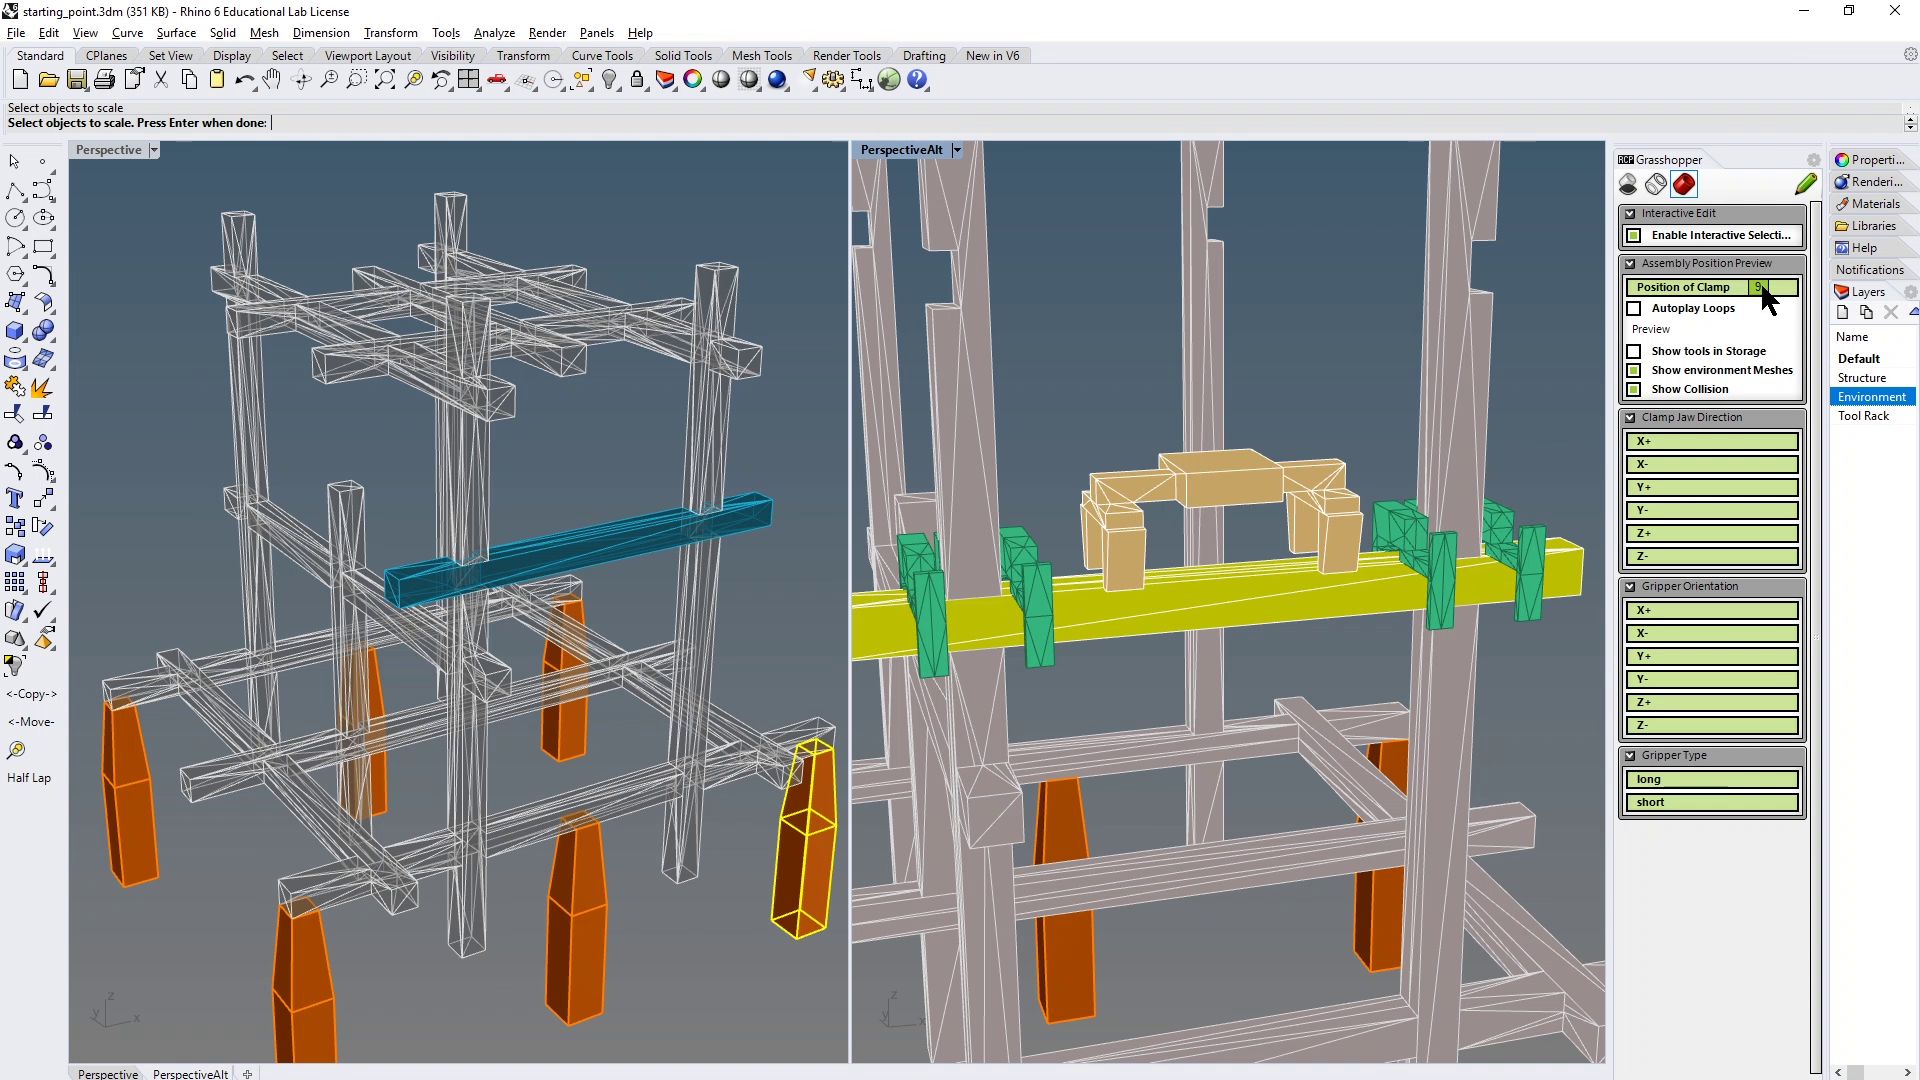 starting_point.3dm (351 KB) - Rhino 6 Educational Lab License
File Edit View Curve Surface Solid Mesh Dimension Transform Tools Analyze Render Panels Help
Standard CPlanes Set View Display Select Viewport Layout Visibility Transform Curve Tools Solid Tools Mesh Tools Render Tools Drafting New in V6
Select objects to scale
Select objects to scale. Press Enter when done:
Perspective
PerspectiveAlt
RCP Grasshopper
Interactive Edit
Enable Interactive Selecti...
Assembly Position Preview
Position of Clamp 9
Autoplay Loops
Preview
Show tools in Storage
Show environment Meshes
Show Collision
Clamp Jaw Direction
X+
X-
Y+
Y-
Z+
Z-
Gripper Orientation
X+
X-
Y+
Y-
Z+
Z-
Gripper Type
long
short
Properti...
Renderi...
Materials
Libraries
Help
Notifications
Layers
Name
Default
Structure
Environment
Tool Rack
<-Copy->
<-Move-
Half Lap
z
y
x
z
y
x
Perspective PerspectiveAlt